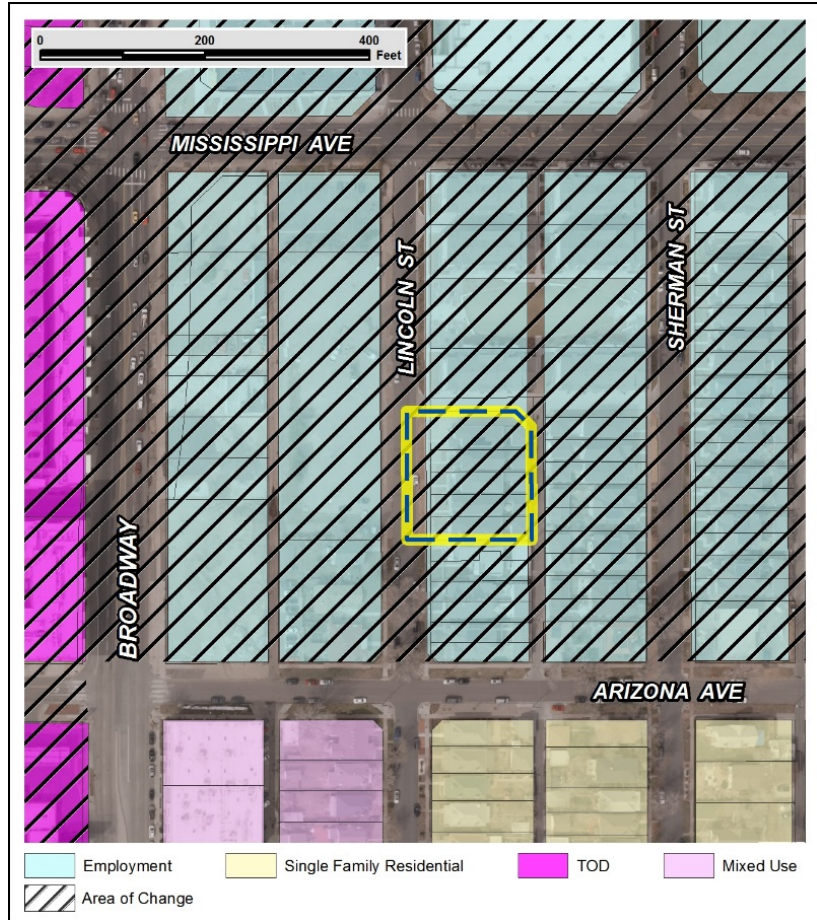 0 200 400
Feet
MISSISSIPPI AVE
LINCOLN ST
SHERMAN ST
BROADWAY
ARIZONA AVE
Employment Single Family Residential TOD Mixed Use
Area of Change